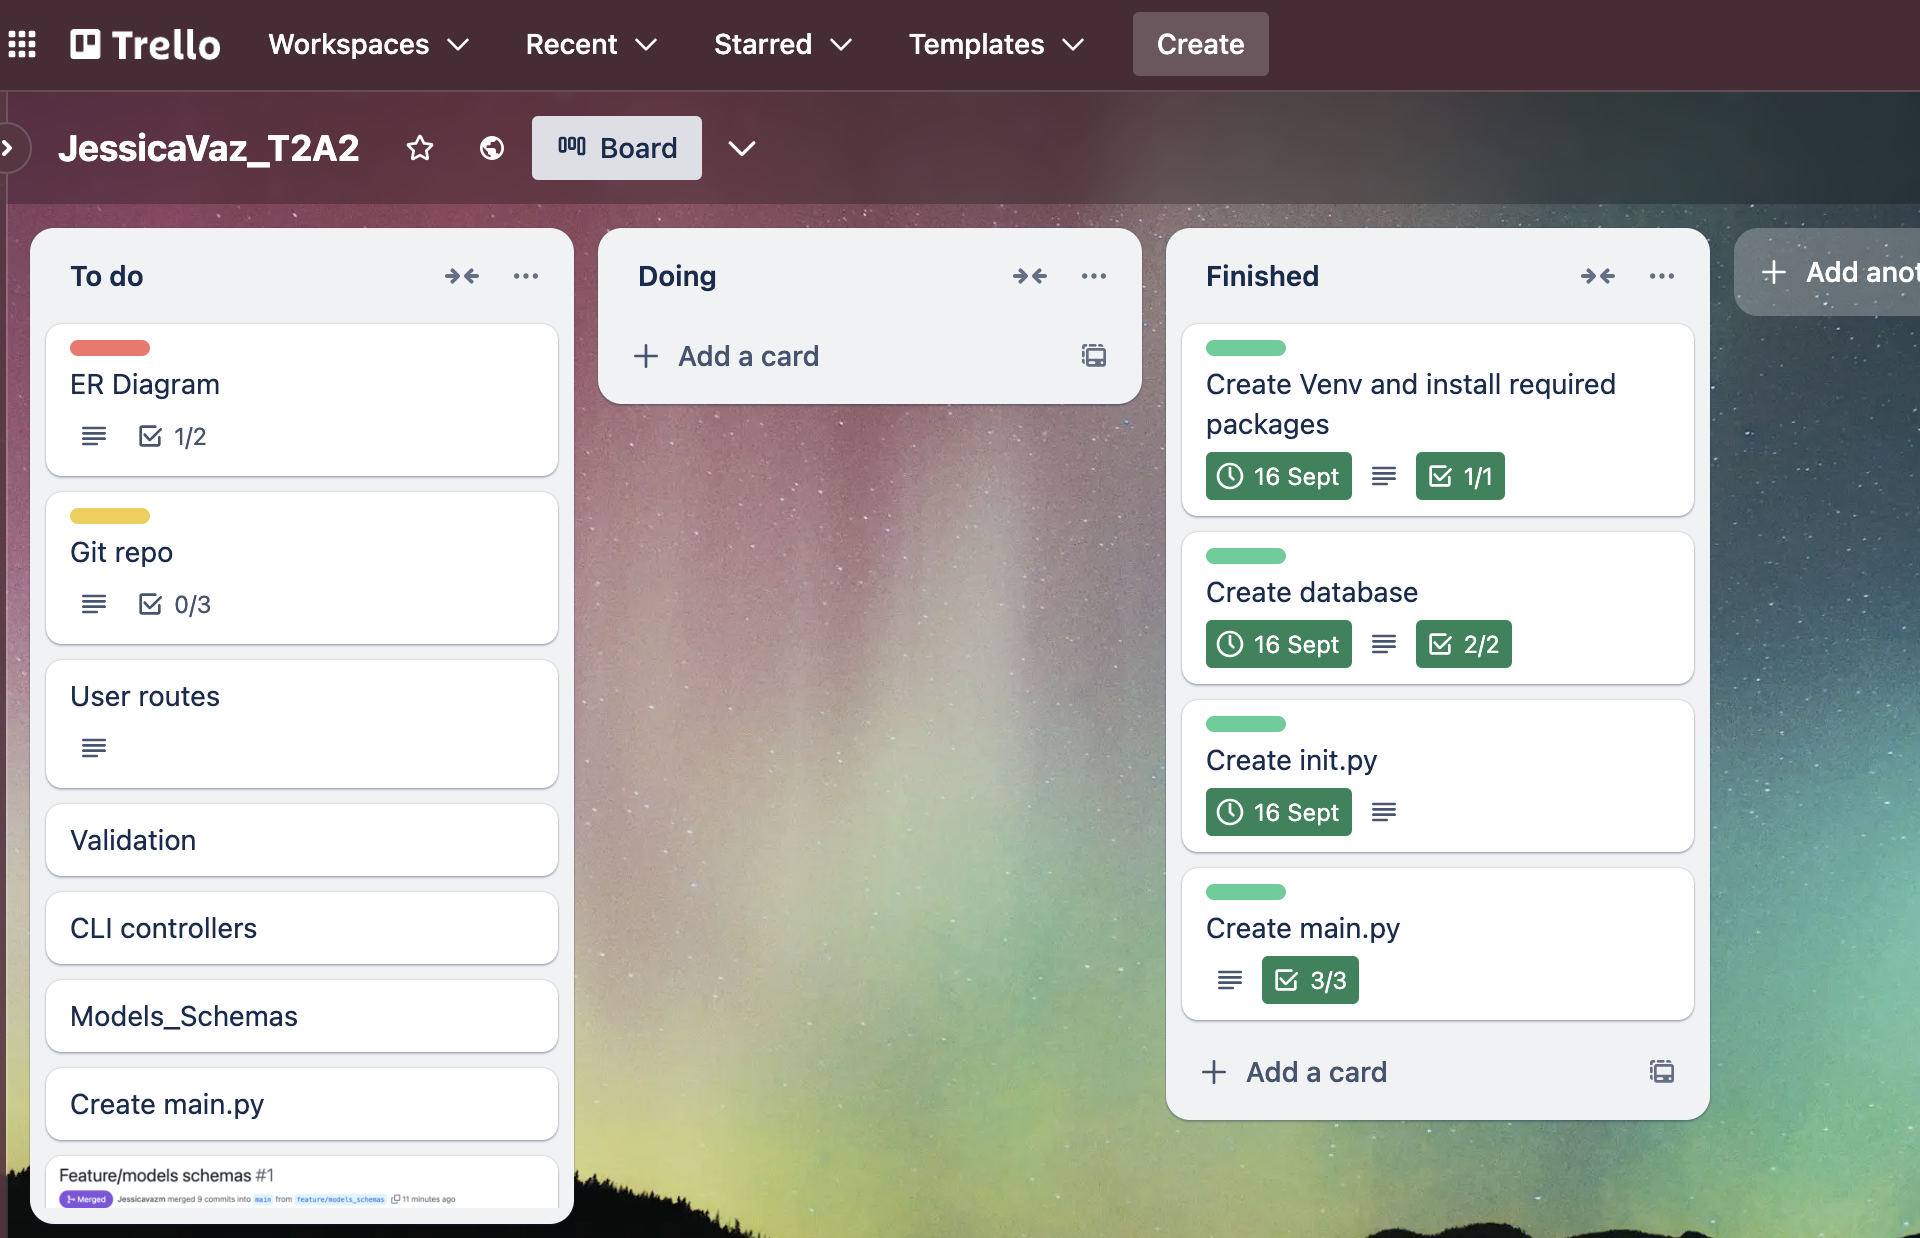 Trello
Workspaces
Recent
Starred
Templates
Create
JessicaVaz_T2A2
Board
To do
ER Diagram
1/2
Git repo
0/3
User routes
Validation
CLI controllers
Models_Schemas
Create main.py
Feature/models schemas #1
Merged Jessicavazm merged 9 commits into main from feature/models_schemas 11 minutes ago
Doing
Add a card
Finished
Create Venv and install required
packages
16 Sept
1/1
Create database
16 Sept
2/2
Create init.py
16 Sept
Create main.py
3/3
Add a card
Add anot